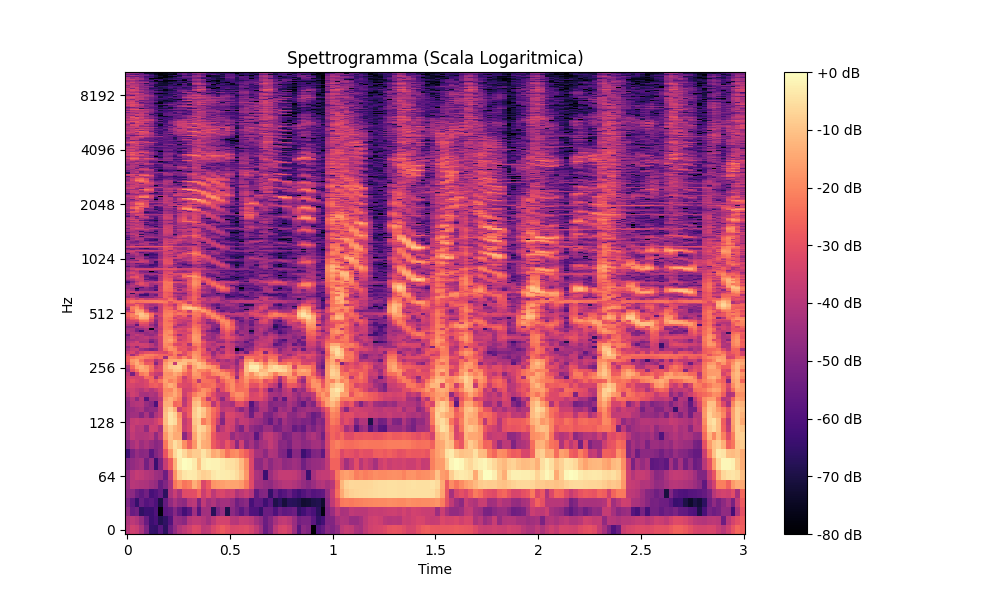 Spettrogramma (Scala Logaritmica)
Hz
8192
4096
2048
1024
512
256
128
64
0
0 0.5 1 1.5 2 2.5 3
Time
+0 dB
-10 dB
-20 dB
-30 dB
-40 dB
-50 dB
-60 dB
-70 dB
-80 dB